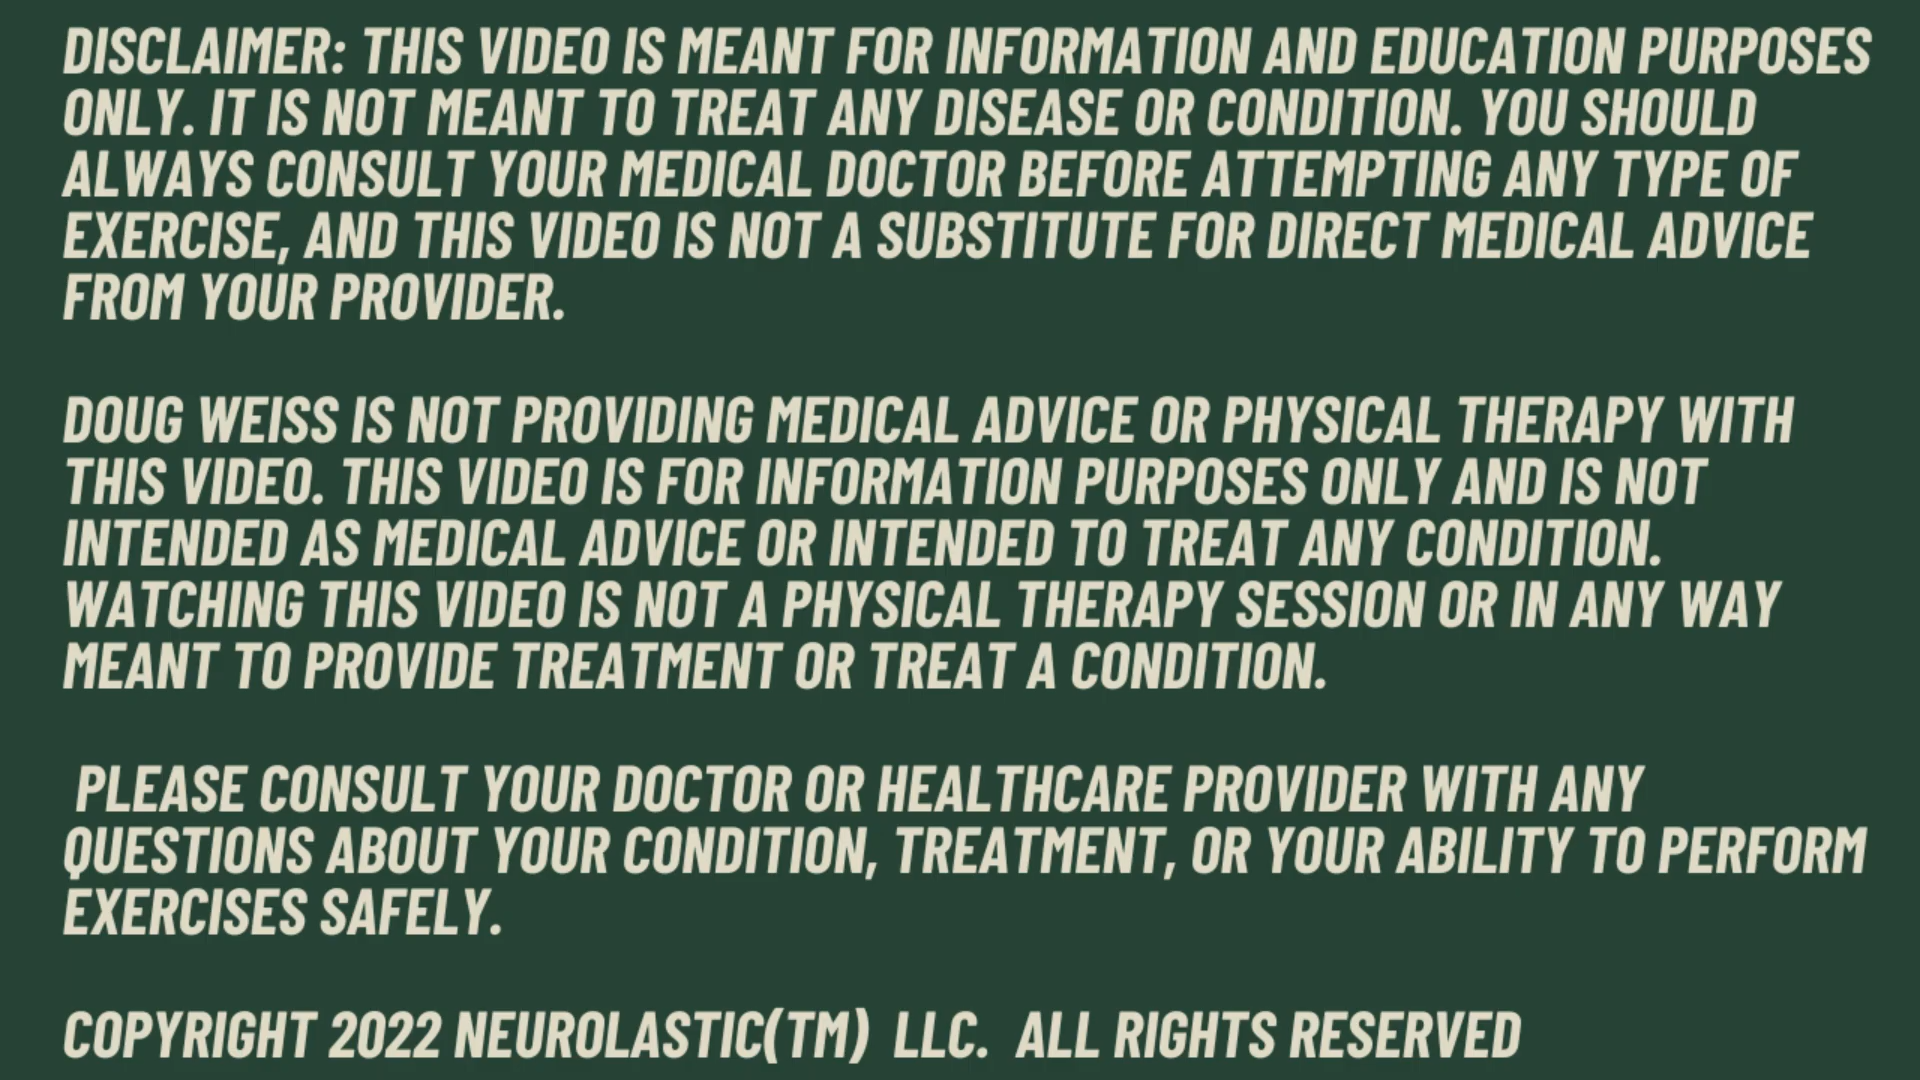 DISCLAIMER: THIS VIDEO IS MEANT FOR INFORMATION AND EDUCATION PURPOSES
ONLY. IT IS NOT MEANT TO TREAT ANY DISEASE OR CONDITION. YOU SHOULD
ALWAYS CONSULT YOUR MEDICAL DOCTOR BEFORE ATTEMPTING ANY TYPE OF
EXERCISE, AND THIS VIDEO IS NOT A SUBSTITUTE FOR DIRECT MEDICAL ADVICE
FROM YOUR PROVIDER.
DOUG WEISS IS NOT PROVIDING MEDICAL ADVICE OR PHYSICAL THERAPY WITH
THIS VIDEO. THIS VIDEO IS FOR INFORMATION PURPOSES ONLY AND IS NOT
INTENDED AS MEDICAL ADVICE OR INTENDED TO TREAT ANY CONDITION.
WATCHING THIS VIDEO IS NOT A PHYSICAL THERAPY SESSION OR IN ANY WAY
MEANT TO PROVIDE TREATMENT OR TREAT A CONDITION.
PLEASE CONSULT YOUR DOCTOR OR HEALTHCARE PROVIDER WITH ANY
QUESTIONS ABOUT YOUR CONDITION, TREATMENT, OR YOUR ABILITY TO PERFORM
EXERCISES SAFELY.
COPYRIGHT 2022 NEUROLASTIC(TM) LLC. ALL RIGHTS RESERVED